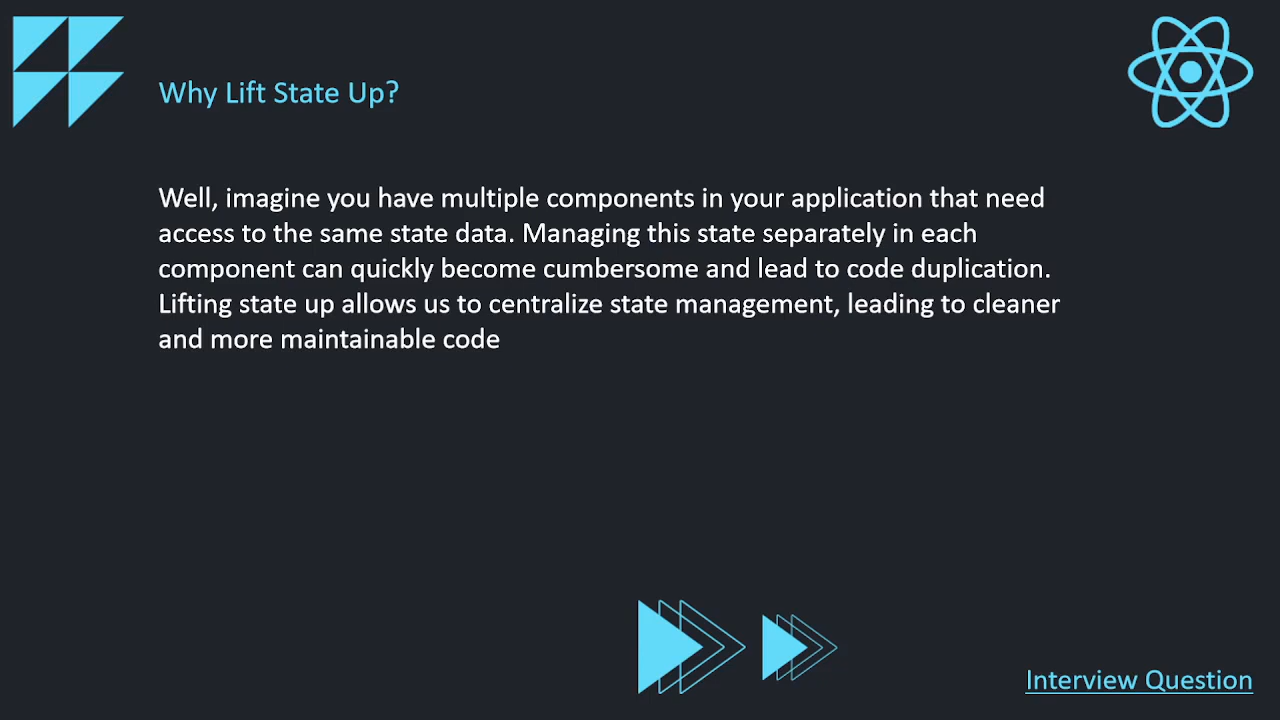 Why Lift State Up?
Well, imagine you have multiple components in your application that need
access to the same state data. Managing this state separately in each
component can quickly become cumbersome and lead to code duplication.
Lifting state up allows us to centralize state management, leading to cleaner
and more maintainable code
Interview Question